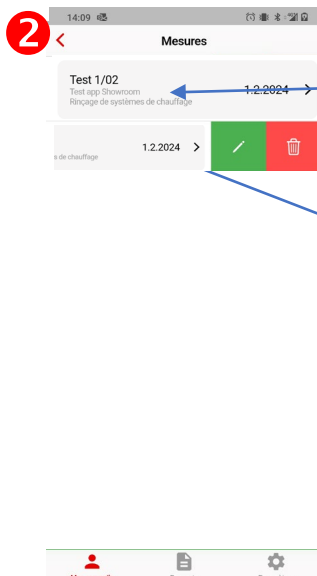 2
14:09
Mesures
Test 1/02
Test app Showroom
1.2.2024
Rinçage de systèmes de chauffage
1.2.2024
s de chauffage